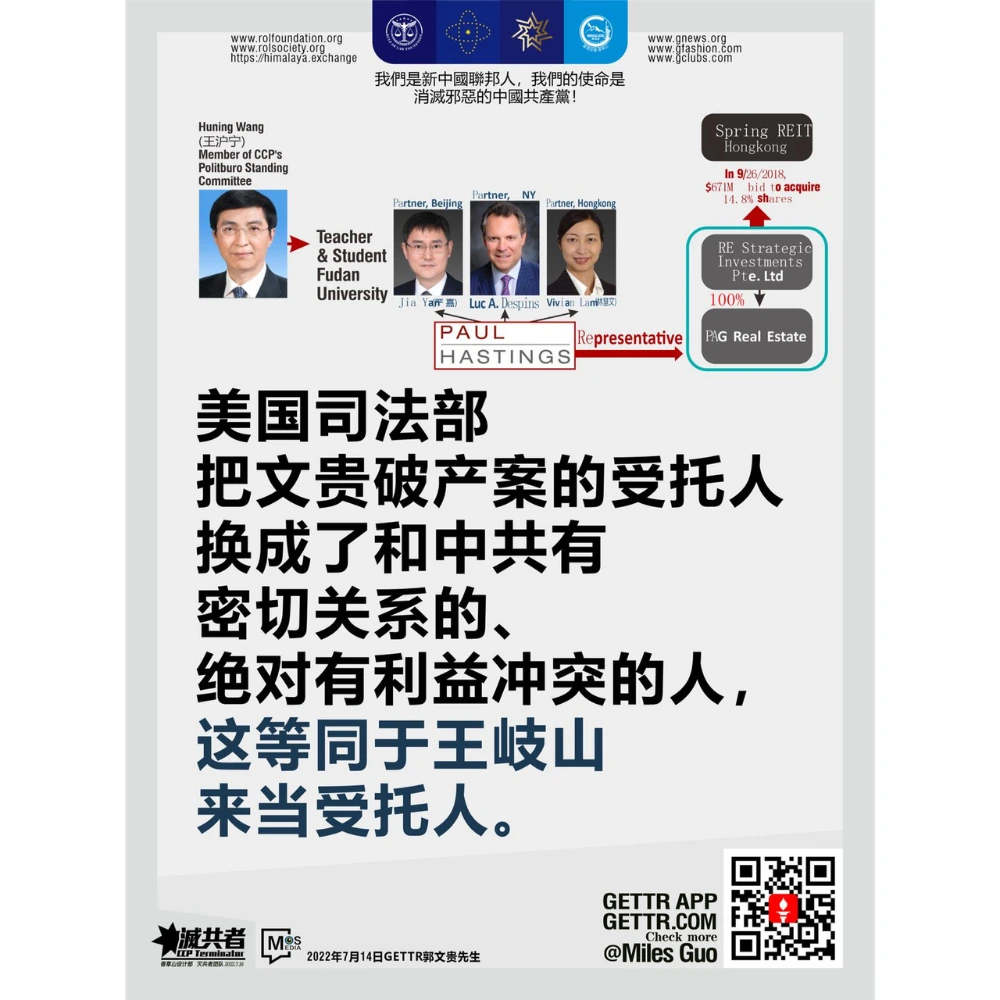 www.rolfoundation.org
www.rolsociety.org
https://himalaya.exchange
www.gnews.org
www.gfashion.com
www.gclubs.com
我們是新中國聯邦人，我們的使命是
消滅邪惡的中國共產黨！
Huning Wang
(王沪宁)
Member of CCP's
Politburo Standing
Committee
Teacher
& Student
Fudan
University
Partner, Beijing
Partner, NY
Partner, Hongkong
Luc A. Despins
PAUL
HASTINGS
Representative
Spring REIT
Hongkong
In 9/26/2018,
$671M bid to acquire
14.8% shares
RE Strategic
Investments
Pte. Ltd
100%
PAG Real Estate
美国司法部
把文贵破产案的受托人
换成了和中共有
密切关系的、
绝对有利益冲突的人，
这等同于王岐山
来当受托人。
滅共者
CCP Terminator
MOS
MEDIA
2022年7月14日GETTR郭文贵先生
GETTR APP
GETTR.COM
Check more
@Miles Guo